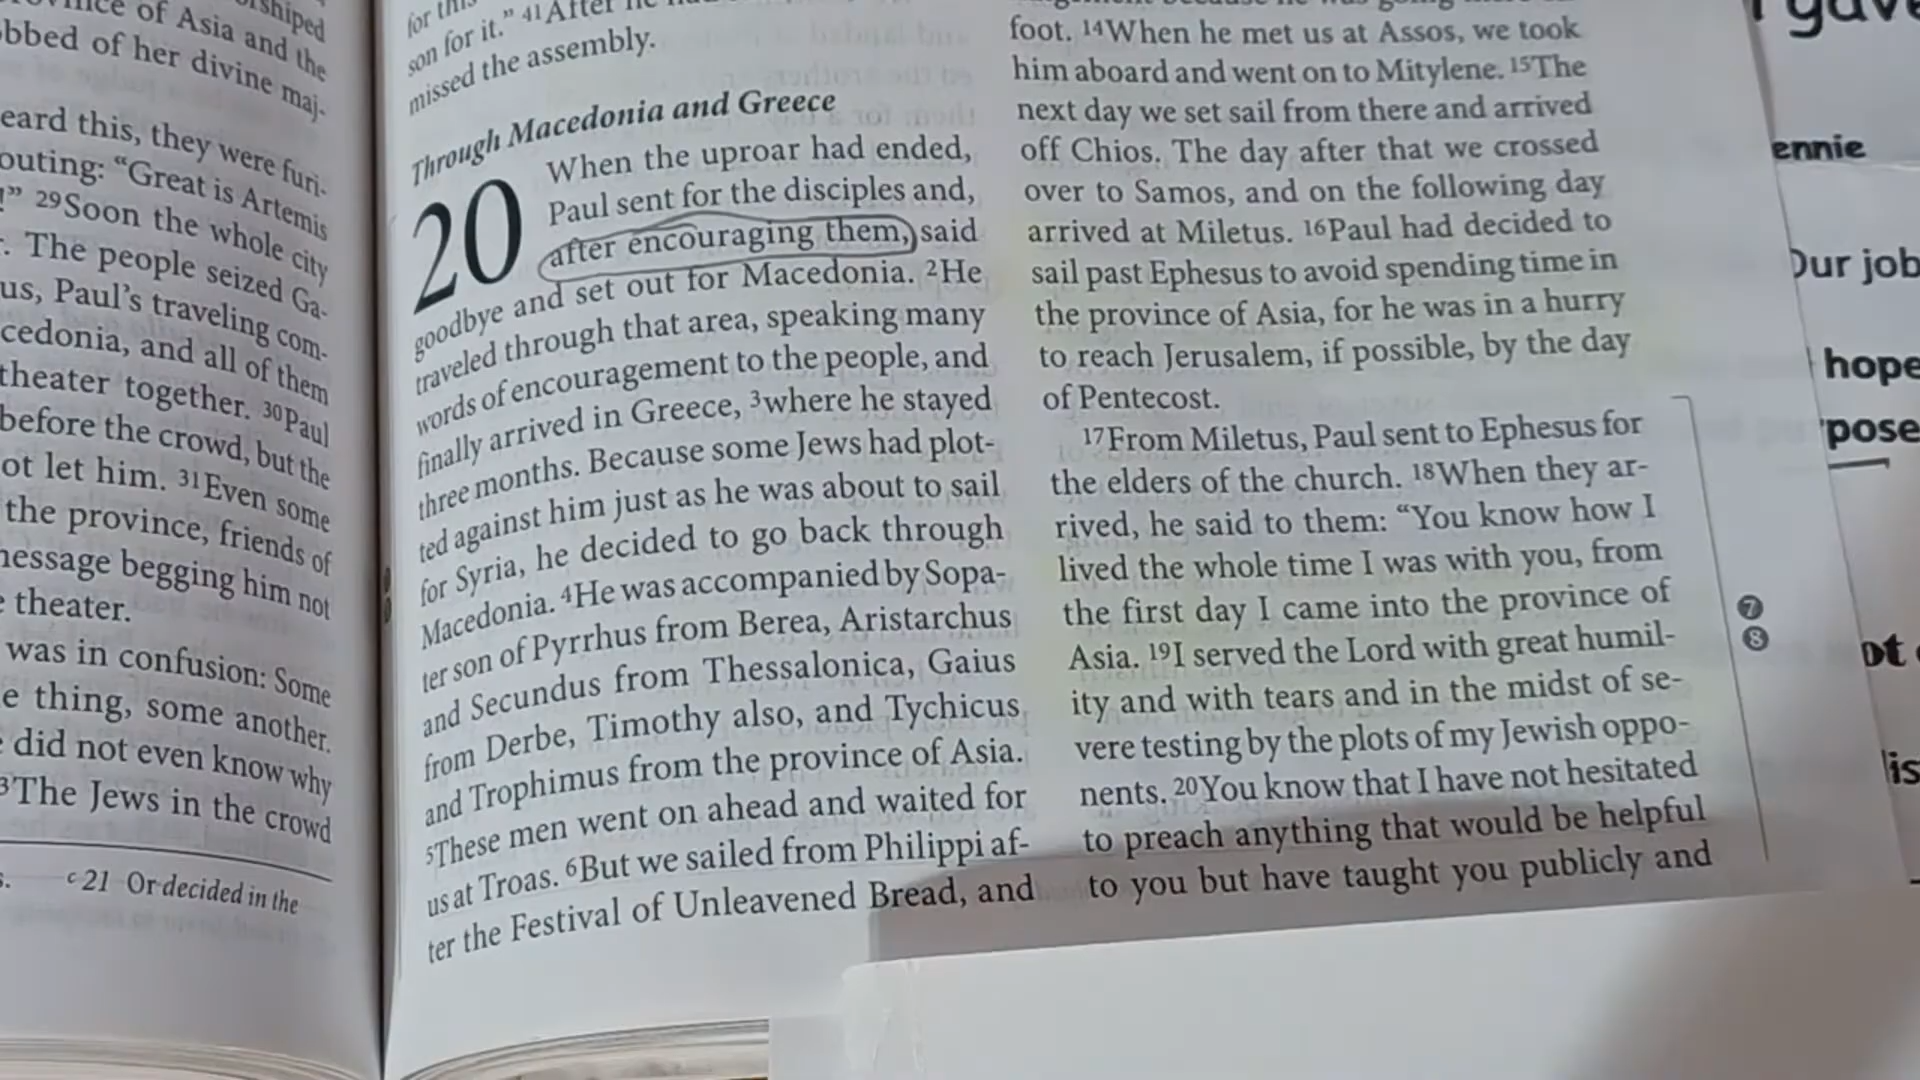 orshiped
ince of Asia and the
bbed of her divine maj-
eard this, they were furi-
outing: “Great is Artemis
!” 29Soon the whole city
. The people seized Ga-
us, Paul’s traveling com-
cedonia, and all of them
theater together. 30Paul
before the crowd, but the
ot let him. 31Even some
the province, friends of
nessage begging him not
e theater.
was in confusion: Some
e thing, some another.
did not even know why
3The Jews in the crowd
s. c21 Or decided in the
son for it.” 41After he
missed the assembly.
Through Macedonia and Greece
20 When the uproar had ended,
Paul sent for the disciples and,
after encouraging them, said
goodbye and set out for Macedonia. 2He
traveled through that area, speaking many
words of encouragement to the people, and
finally arrived in Greece, 3where he stayed
three months. Because some Jews had plot-
ted against him just as he was about to sail
for Syria, he decided to go back through
Macedonia. 4He was accompanied by Sopa-
ter son of Pyrrhus from Berea, Aristarchus
and Secundus from Thessalonica, Gaius
from Derbe, Timothy also, and Tychicus
and Trophimus from the province of Asia.
5These men went on ahead and waited for
us at Troas. 6But we sailed from Philippi af-
ter the Festival of Unleavened Bread, and
foot. 14When he met us at Assos, we took
him aboard and went on to Mitylene. 15The
next day we set sail from there and arrived
off Chios. The day after that we crossed
over to Samos, and on the following day
arrived at Miletus. 16Paul had decided to
sail past Ephesus to avoid spending time in
the province of Asia, for he was in a hurry
to reach Jerusalem, if possible, by the day
of Pentecost.
17From Miletus, Paul sent to Ephesus for
the elders of the church. 18When they ar-
rived, he said to them: “You know how I
lived the whole time I was with you, from
the first day I came into the province of
Asia. 19I served the Lord with great humil-
ity and with tears and in the midst of se-
vere testing by the plots of my Jewish oppo-
nents. 20You know that I have not hesitated
to preach anything that would be helpful
to you but have taught you publicly and
7
8
gave
ennie
Our job
hope
pose
ot
lis